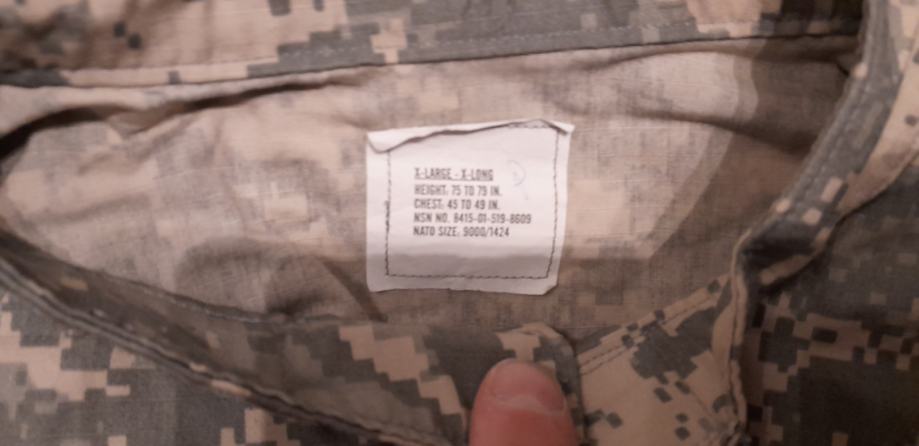 X-LARGE - X-LONG
HEIGHT: 75 TO 79 IN.
CHEST: 45 TO 49 IN.
NSN NO. 8415-01-519-8609
NATO SIZE: 9000/1424